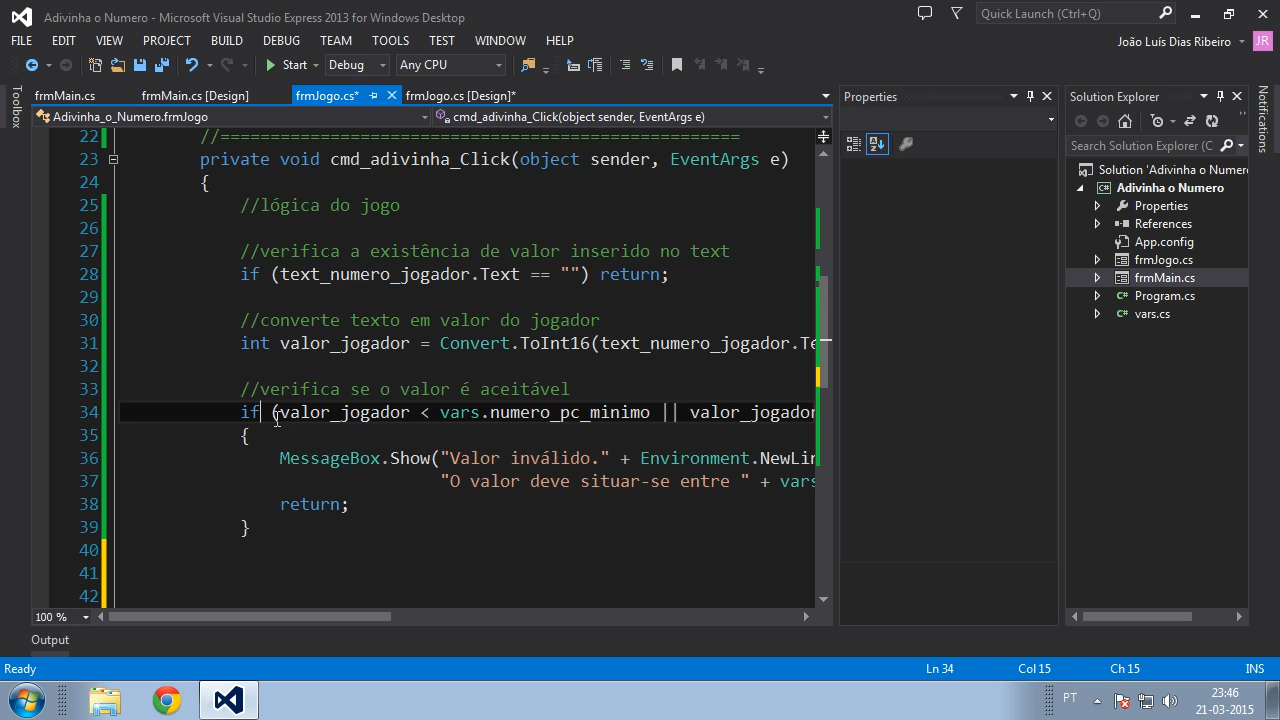 Adivinha o Numero - Microsoft Visual Studio Express 2013 for Windows Desktop
Quick Launch (Ctrl+Q)
FILE EDIT VIEW PROJECT BUILD DEBUG TEAM TOOLS TEST WINDOW HELP
João Luís Dias Ribeiro JR
Start Debug Any CPU
Toolbox
frmMain.cs frmMain.cs [Design] frmJogo.cs* frmJogo.cs [Design]*
Adivinha_o_Numero.frmJogo cmd_adivinha_Click(object sender, EventArgs e)
22 //====================================================
23 private void cmd_adivinha_Click(object sender, EventArgs e)
24 {
25 //lógica do jogo
26
27 //verifica a existência de valor inserido no text
28 if (text_numero_jogador.Text == "") return;
29
30 //converte texto em valor do jogador
31 int valor_jogador = Convert.ToInt16(text_numero_jogador.Te
32
33 //verifica se o valor é aceitável
34 if (valor_jogador < vars.numero_pc_minimo || valor_jogador
35 {
36 MessageBox.Show("Valor inválido." + Environment.NewLin
37 "O valor deve situar-se entre " + vars
38 return;
39 }
40
41
42
100 %
Properties
Solution Explorer
Search Solution Explorer (C
Solution 'Adivinha o Numero
Adivinha o Numero
Properties
References
App.config
frmJogo.cs
frmMain.cs
Program.cs
vars.cs
Notifications
Output
Ready Ln 34 Col 15 Ch 15 INS
PT
23:46
21-03-2015